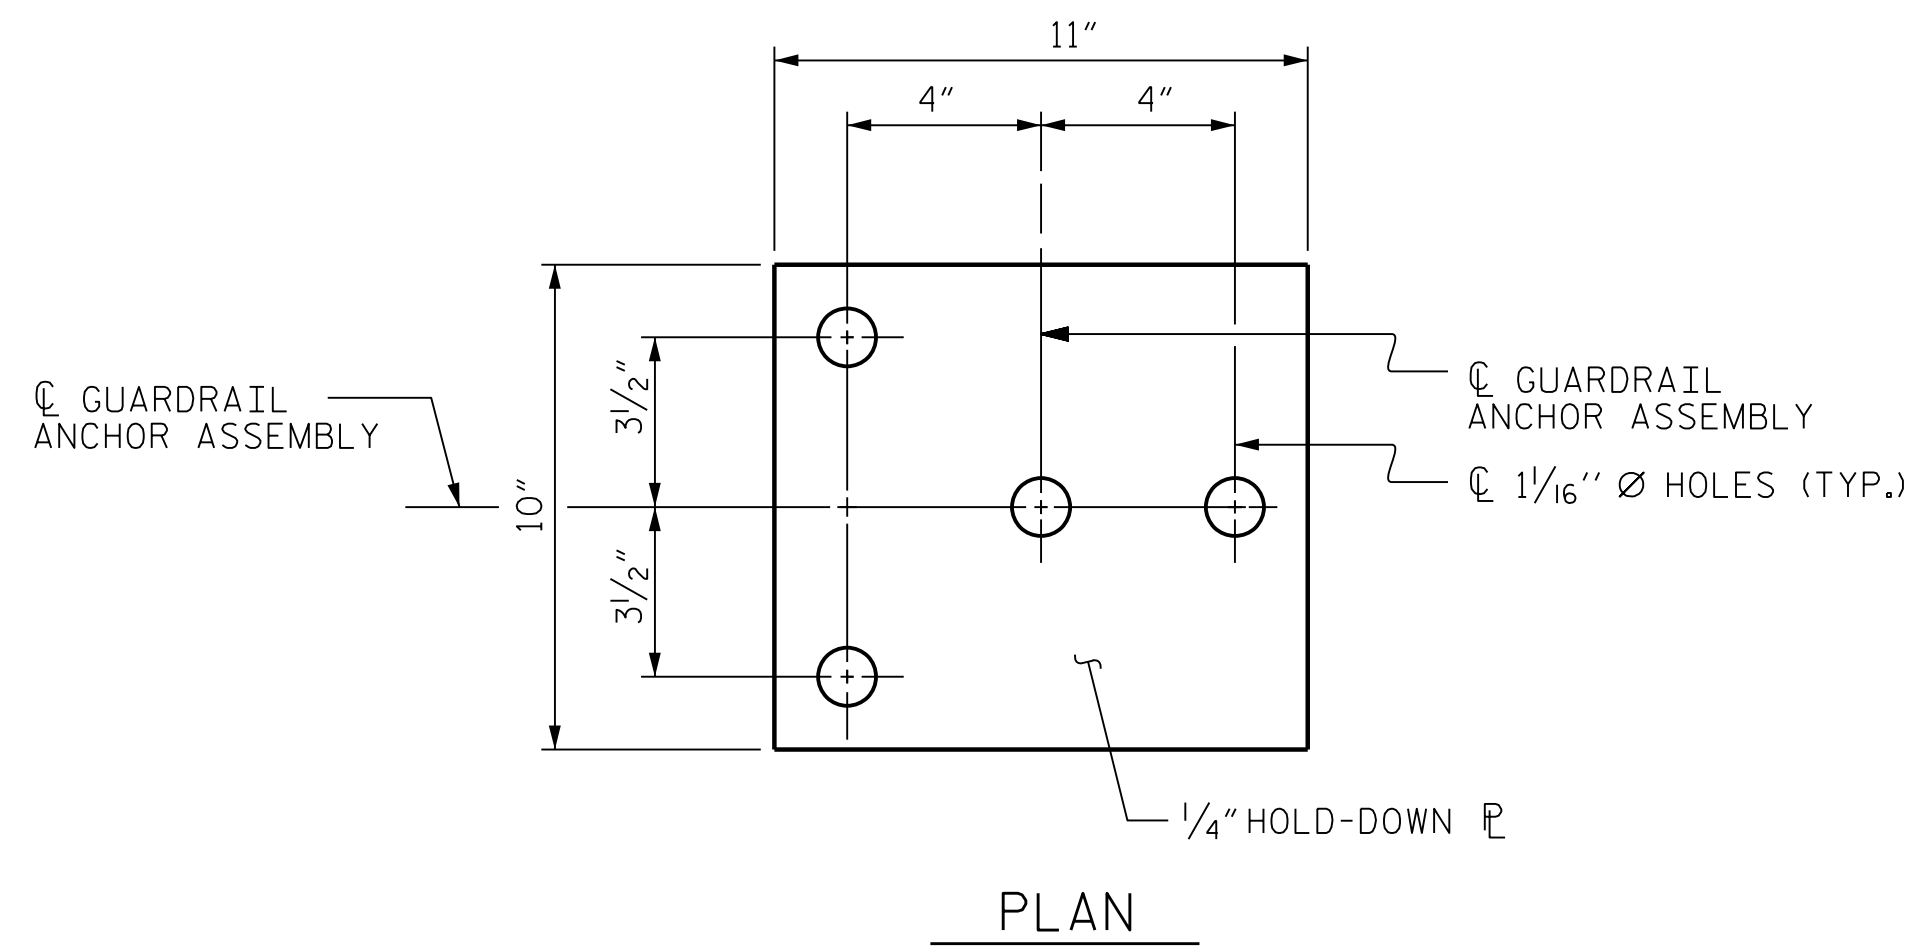 11"
4"
4"
℄ GUARDRAIL
ANCHOR ASSEMBLY
3 1/2"
10"
3 1/2"
℄ GUARDRAIL
ANCHOR ASSEMBLY
℄ 1 1/16'' Ø HOLES (TYP.)
1/4" HOLD-DOWN PL
PLAN